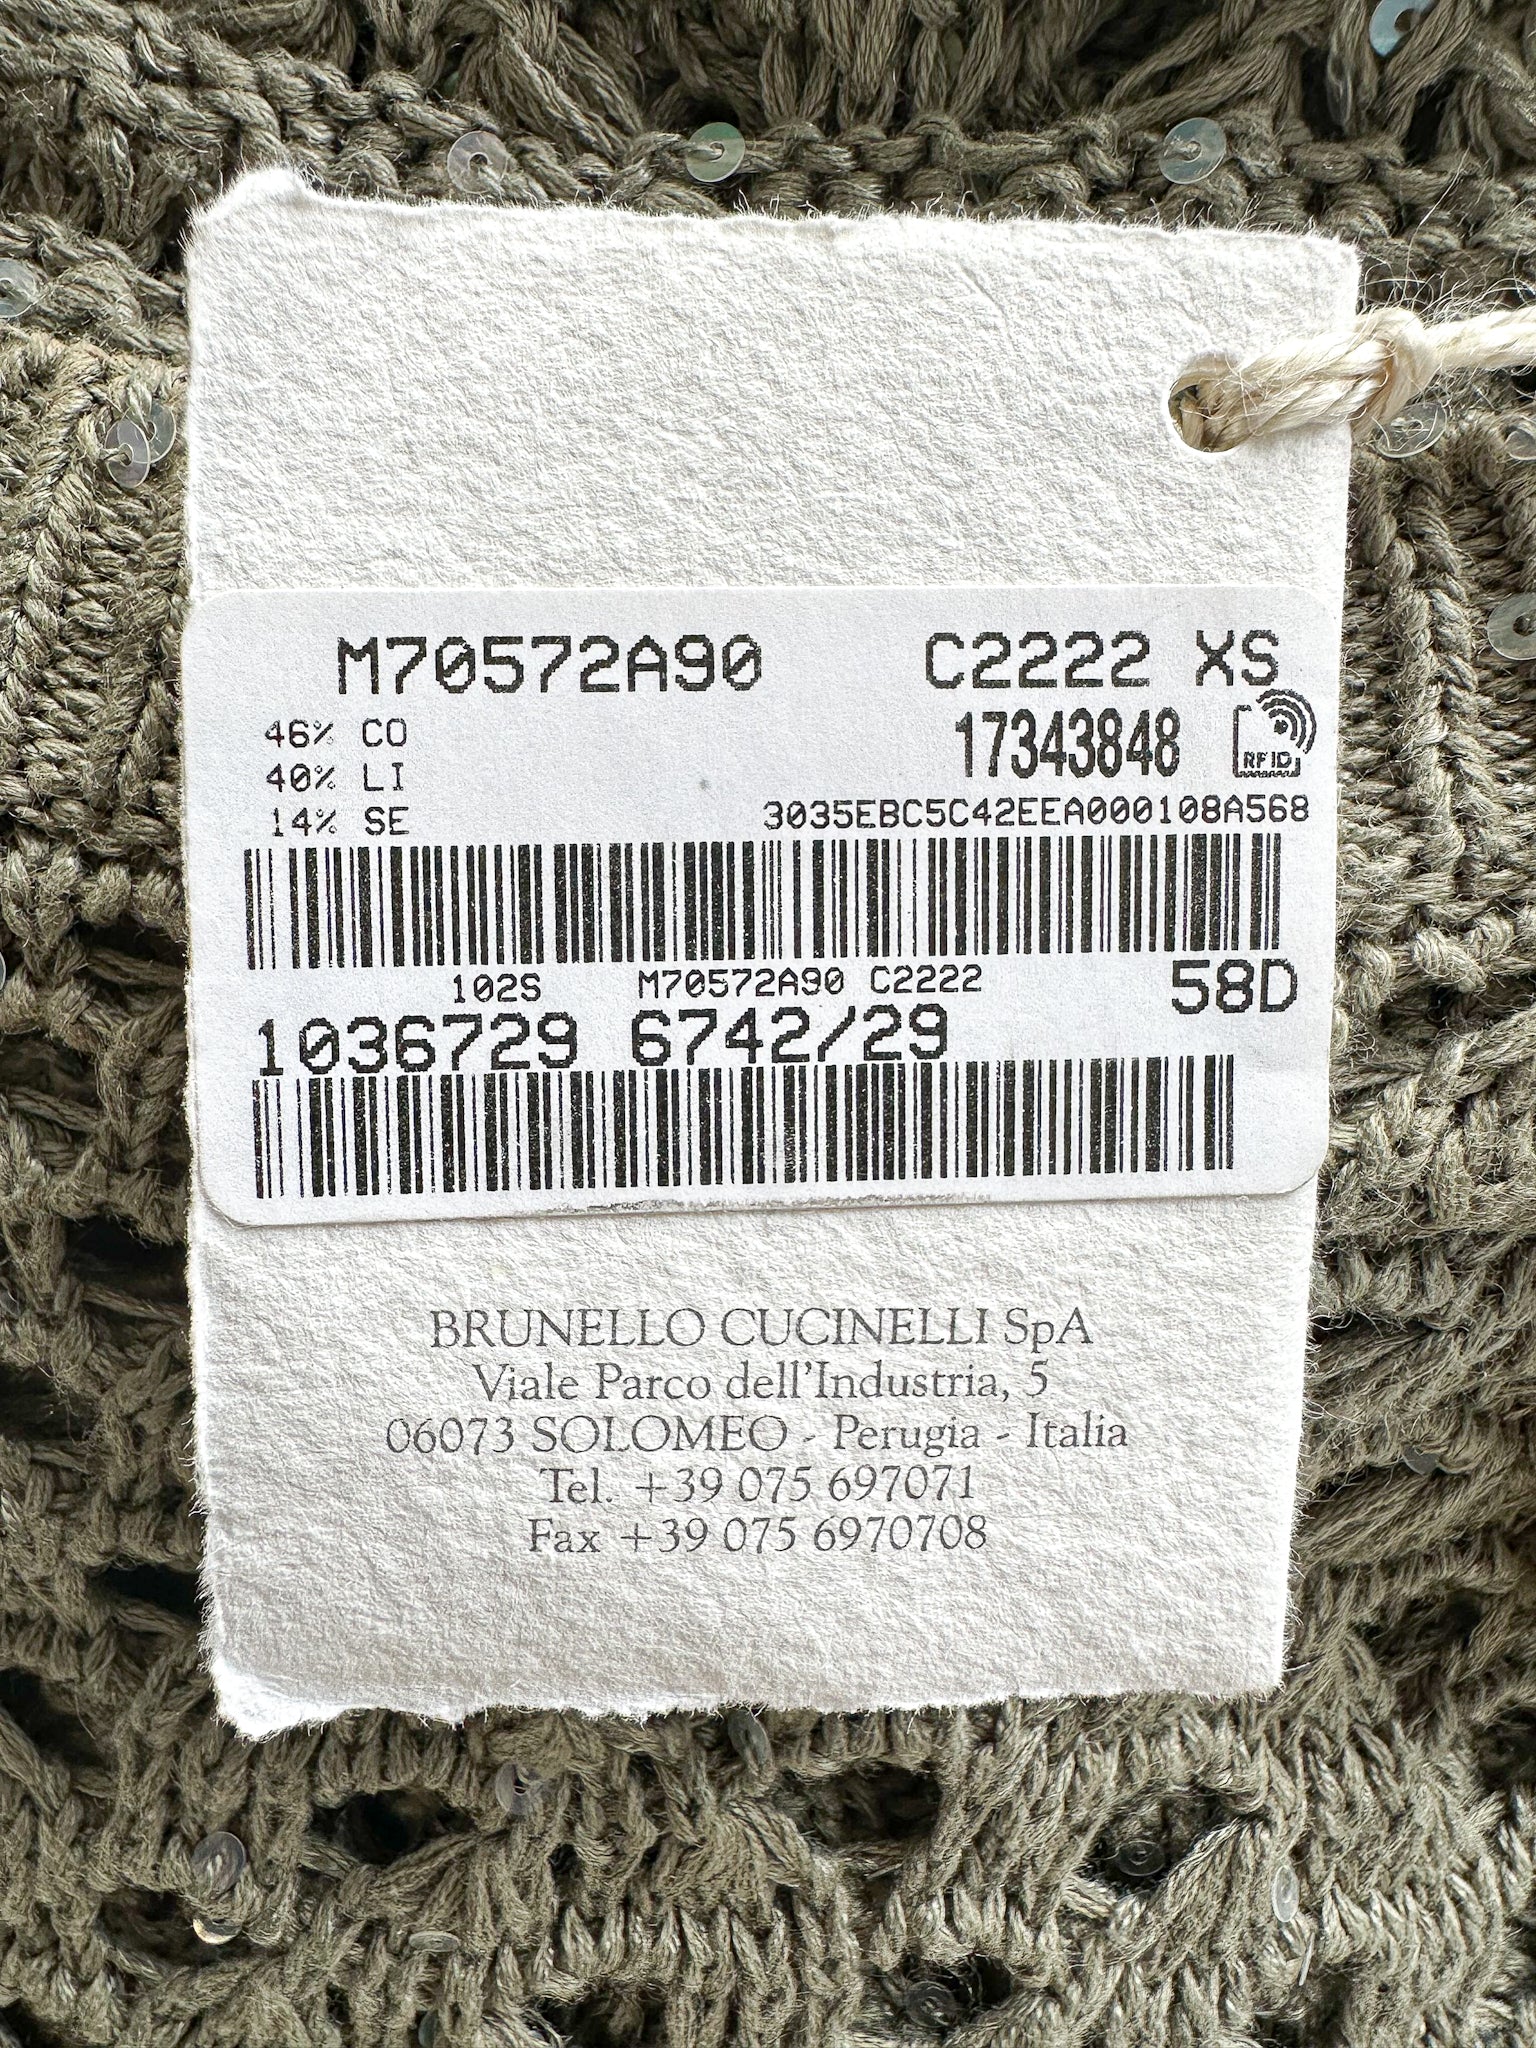 M70572A90 C2222 XS
46% CO
17343848 RFID
40% LI
14% SE 3035EBC5C42EEA000108A568
102S M70572A90 C2222 58D
1036729 6742/29
BRUNELLO CUCINELLI SpA
Viale Parco dell'Industria, 5
06073 SOLOMEO - Perugia - Italia
Tel. +39 075 697071
Fax +39 075 6970708